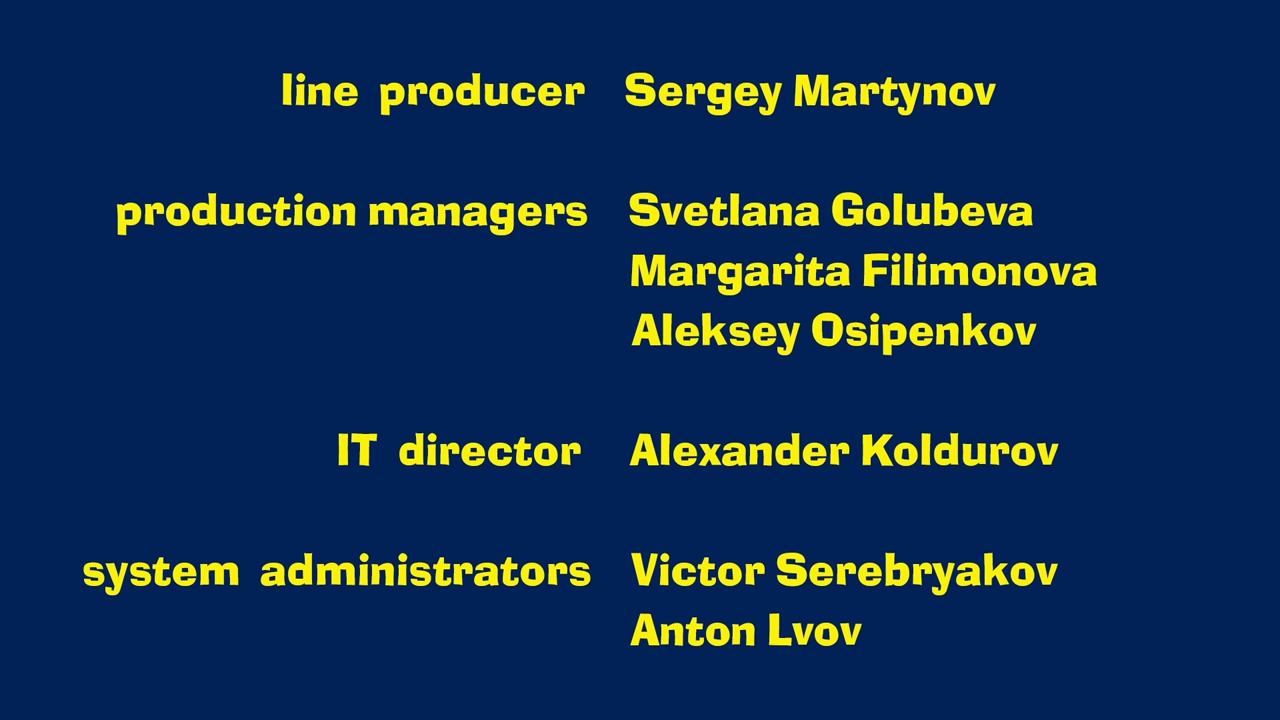 line producer Sergey Martynov
production managers Svetlana Golubeva
Margarita Filimonova
Aleksey Osipenkov
IT director Alexander Koldurov
system administrators Victor Serebryakov
Anton Lvov